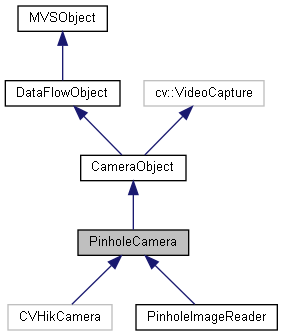 MVSObject
DataFlowObject
cv::VideoCapture
CameraObject
PinholeCamera
CVHikCamera
PinholeImageReader